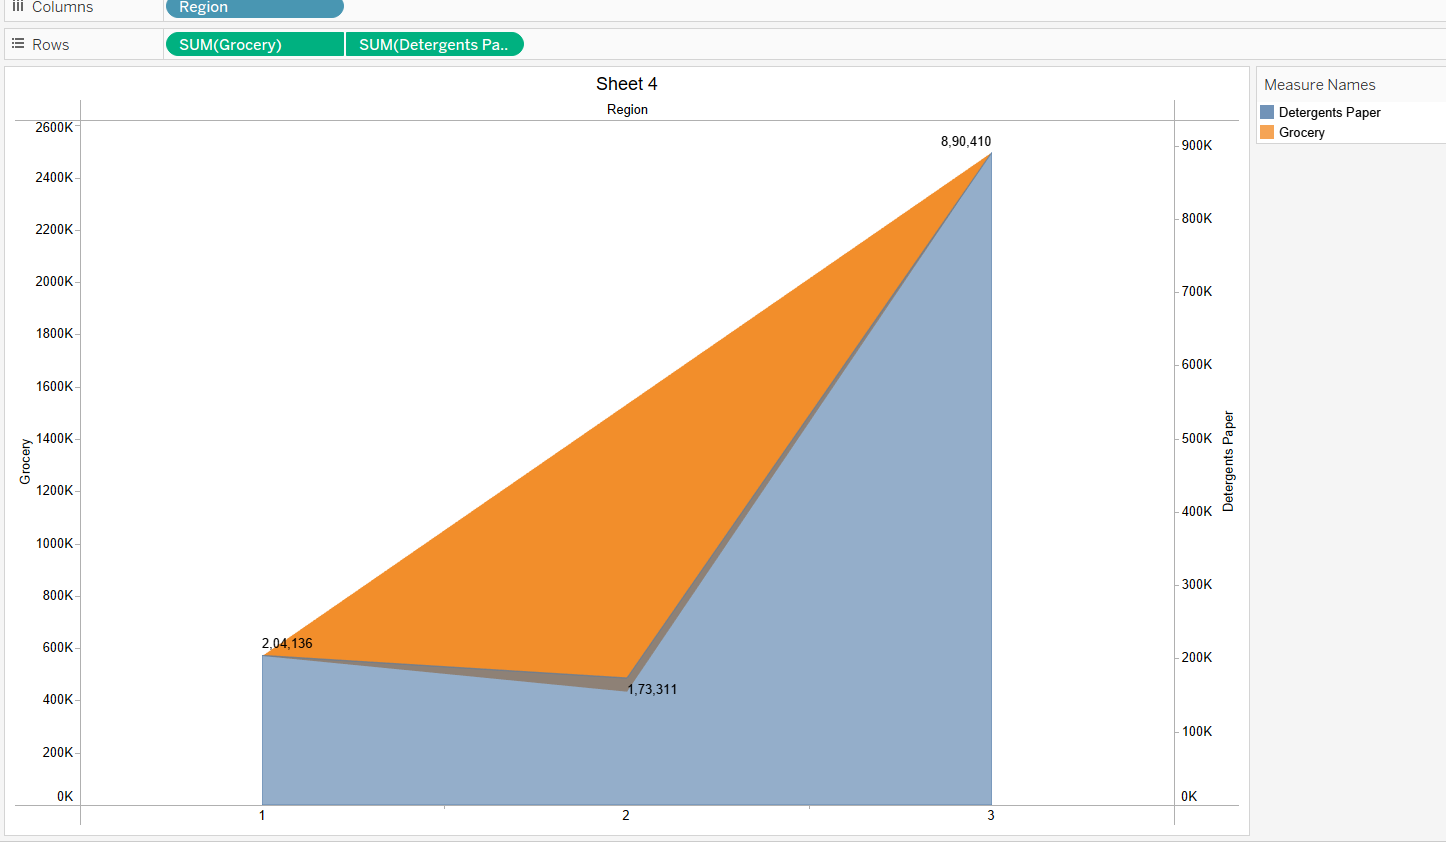 Columns
Region
Rows
SUM(Grocery)
SUM(Detergents Pa..
Sheet 4
Region
Measure Names
Detergents Paper
Grocery
2600K
2400K
2200K
2000K
1800K
1600K
1400K
1200K
1000K
800K
600K
400K
200K
0K
Grocery
8,90,410
2,04,136
1,73,311
900K
800K
700K
600K
500K
400K
300K
200K
100K
0K
Detergents Paper
1
2
3